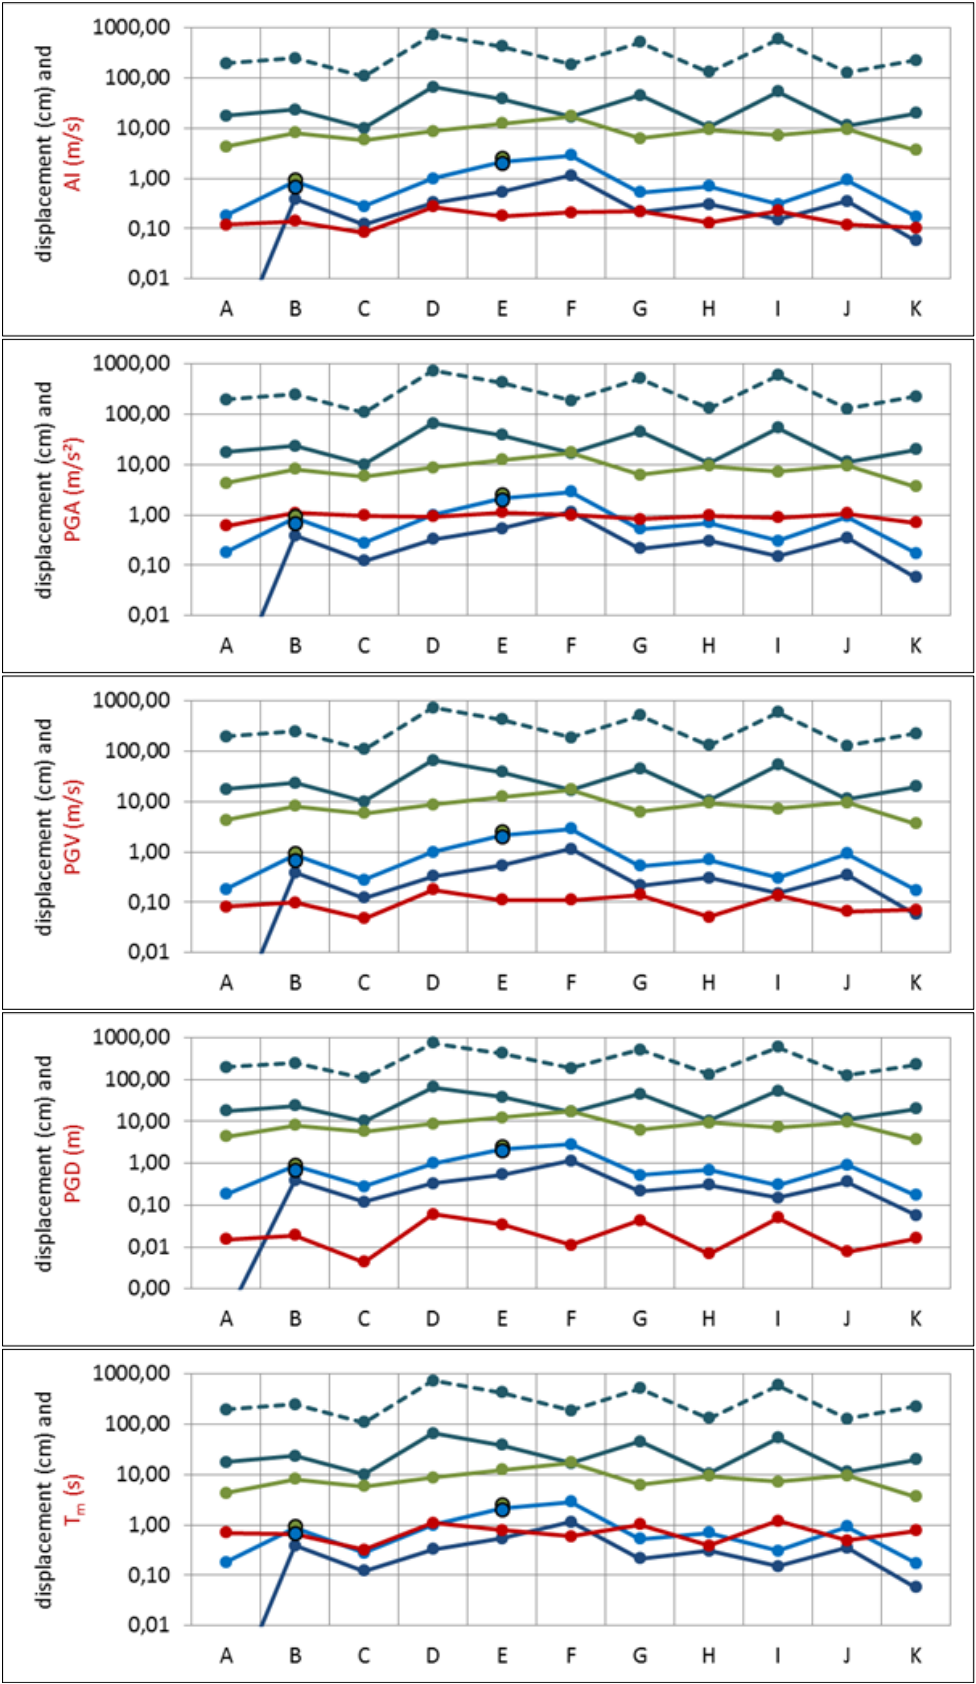 displacement (cm) and
AI (m/s)
1000,00
100,00
10,00
1,00
0,10
0,01
A B C D E F G H I J K
displacement (cm) and
PGA (m/s²)
1000,00
100,00
10,00
1,00
0,10
0,01
A B C D E F G H I J K
displacement (cm) and
PGV (m/s)
1000,00
100,00
10,00
1,00
0,10
0,01
A B C D E F G H I J K
displacement (cm) and
PGD (m)
1000,00
100,00
10,00
1,00
0,10
0,01
0,00
A B C D E F G H I J K
displacement (cm) and
Tm (s)
1000,00
100,00
10,00
1,00
0,10
0,01
A B C D E F G H I J K